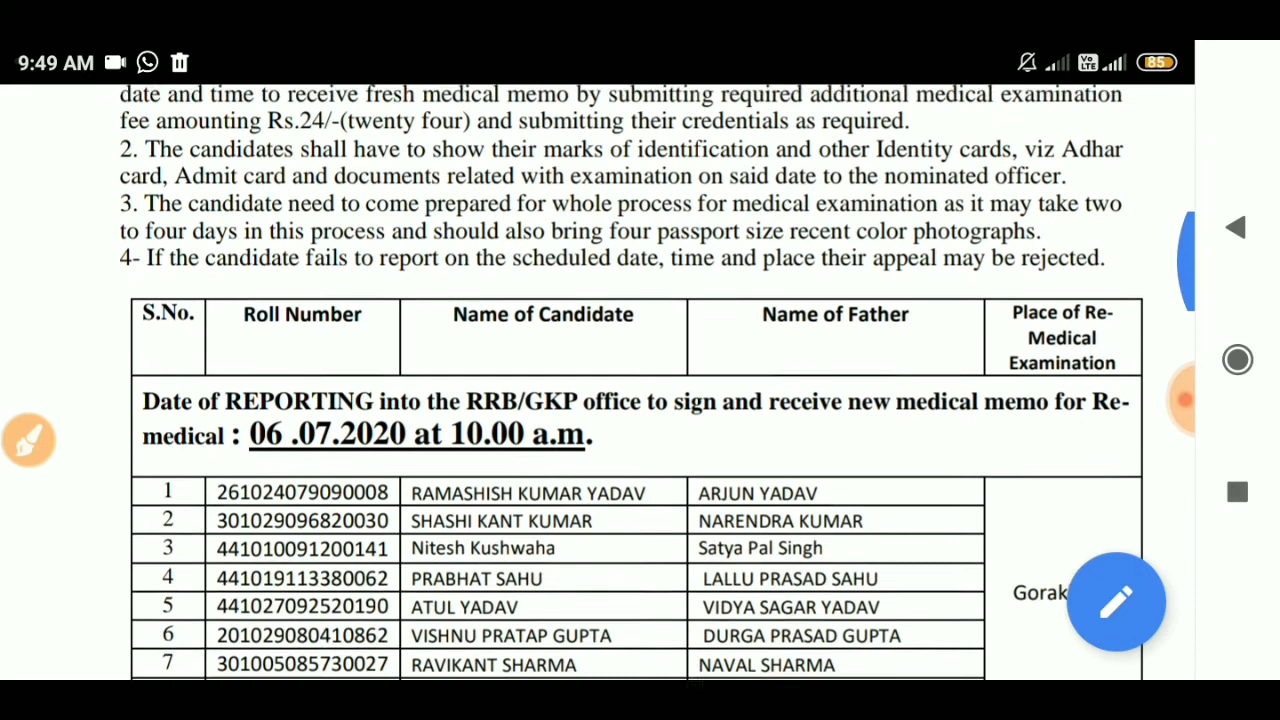 9:49 AM
Vo LTE
85
date and time to receive fresh medical memo by submitting required additional medical examination
fee amounting Rs.24/-(twenty four) and submitting their credentials as required.
2. The candidates shall have to show their marks of identification and other Identity cards, viz Adhar
card, Admit card and documents related with examination on said date to the nominated officer.
3. The candidate need to come prepared for whole process for medical examination as it may take two
to four days in this process and should also bring four passport size recent color photographs.
4- If the candidate fails to report on the scheduled date, time and place their appeal may be rejected.
S.No. Roll Number Name of Candidate Name of Father Place of Re-
Medical
Examination
Date of REPORTING into the RRB/GKP office to sign and receive new medical memo for Re-
medical : 06 .07.2020 at 10.00 a.m.
1 261024079090008 RAMASHISH KUMAR YADAV ARJUN YADAV
2 301029096820030 SHASHI KANT KUMAR NARENDRA KUMAR
3 441010091200141 Nitesh Kushwaha Satya Pal Singh
4 441019113380062 PRABHAT SAHU LALLU PRASAD SAHU
5 441027092520190 ATUL YADAV VIDYA SAGAR YADAV
Gorak
6 201029080410862 VISHNU PRATAP GUPTA DURGA PRASAD GUPTA
7 301005085730027 RAVIKANT SHARMA NAVAL SHARMA